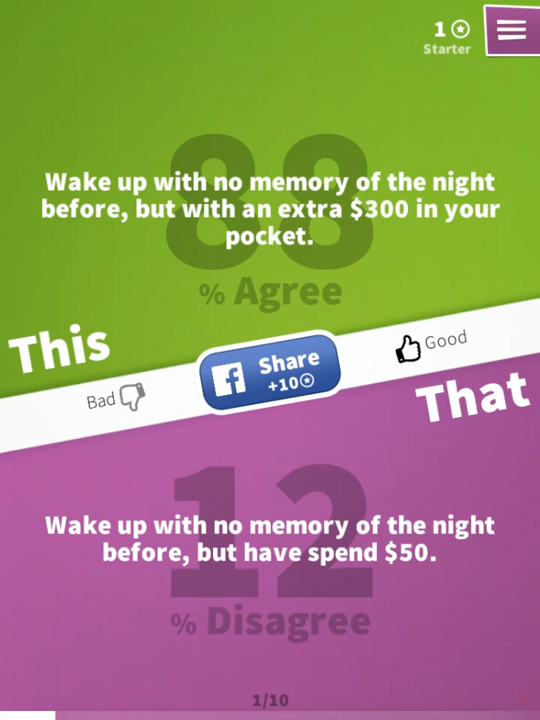 1
Starter
88
Wake up with no memory of the night
before, but with an extra $300 in your
pocket.
% Agree
This
Bad
f Share
+10
Good
That
12
Wake up with no memory of the night
before, but have spend $50.
% Disagree
1/10